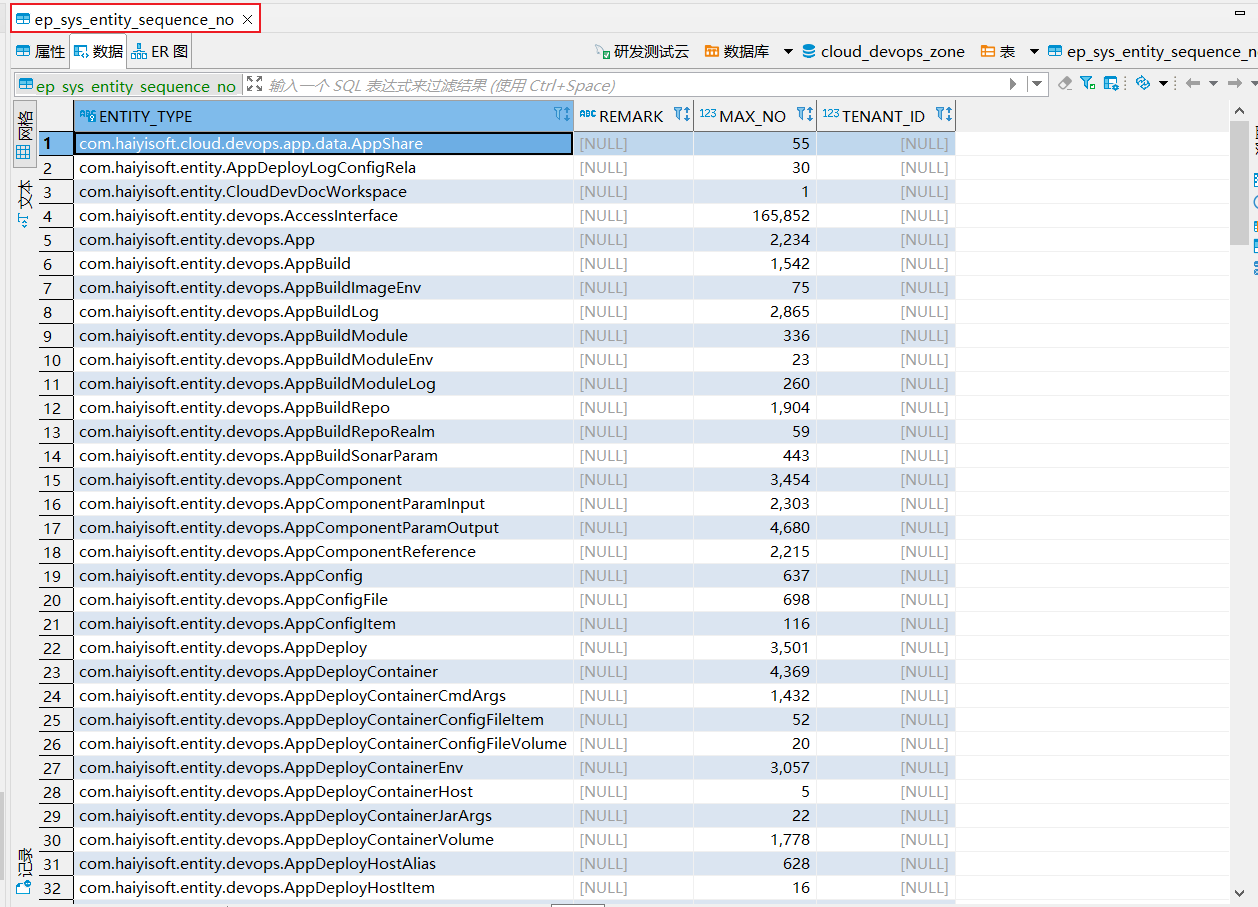 ep_sys_entity_sequence_no
属性 数据 ER 图 研发测试云 数据库 cloud_devops_zone 表 ep_sys_entity_sequence_n
ep_sys_entity_sequence_no 输入一个 SQL 表达式来过滤结果 (使用 Ctrl+Space)
网格
文本
记录
ENTITY_TYPE ABC REMARK 123 MAX_NO 123 TENANT_ID
1 com.haiyisoft.cloud.devops.app.data.AppShare [NULL] 55 [NULL]
2 com.haiyisoft.entity.AppDeployLogConfigRela [NULL] 30 [NULL]
3 com.haiyisoft.entity.CloudDevDocWorkspace [NULL] 1 [NULL]
4 com.haiyisoft.entity.devops.AccessInterface [NULL] 165,852 [NULL]
5 com.haiyisoft.entity.devops.App [NULL] 2,234 [NULL]
6 com.haiyisoft.entity.devops.AppBuild [NULL] 1,542 [NULL]
7 com.haiyisoft.entity.devops.AppBuildImageEnv [NULL] 75 [NULL]
8 com.haiyisoft.entity.devops.AppBuildLog [NULL] 2,865 [NULL]
9 com.haiyisoft.entity.devops.AppBuildModule [NULL] 336 [NULL]
10 com.haiyisoft.entity.devops.AppBuildModuleEnv [NULL] 23 [NULL]
11 com.haiyisoft.entity.devops.AppBuildModuleLog [NULL] 260 [NULL]
12 com.haiyisoft.entity.devops.AppBuildRepo [NULL] 1,904 [NULL]
13 com.haiyisoft.entity.devops.AppBuildRepoRealm [NULL] 59 [NULL]
14 com.haiyisoft.entity.devops.AppBuildSonarParam [NULL] 443 [NULL]
15 com.haiyisoft.entity.devops.AppComponent [NULL] 3,454 [NULL]
16 com.haiyisoft.entity.devops.AppComponentParamInput [NULL] 2,303 [NULL]
17 com.haiyisoft.entity.devops.AppComponentParamOutput [NULL] 4,680 [NULL]
18 com.haiyisoft.entity.devops.AppComponentReference [NULL] 2,215 [NULL]
19 com.haiyisoft.entity.devops.AppConfig [NULL] 637 [NULL]
20 com.haiyisoft.entity.devops.AppConfigFile [NULL] 698 [NULL]
21 com.haiyisoft.entity.devops.AppConfigItem [NULL] 116 [NULL]
22 com.haiyisoft.entity.devops.AppDeploy [NULL] 3,501 [NULL]
23 com.haiyisoft.entity.devops.AppDeployContainer [NULL] 4,369 [NULL]
24 com.haiyisoft.entity.devops.AppDeployContainerCmdArgs [NULL] 1,432 [NULL]
25 com.haiyisoft.entity.devops.AppDeployContainerConfigFileItem [NULL] 52 [NULL]
26 com.haiyisoft.entity.devops.AppDeployContainerConfigFileVolume [NULL] 20 [NULL]
27 com.haiyisoft.entity.devops.AppDeployContainerEnv [NULL] 3,057 [NULL]
28 com.haiyisoft.entity.devops.AppDeployContainerHost [NULL] 5 [NULL]
29 com.haiyisoft.entity.devops.AppDeployContainerJarArgs [NULL] 22 [NULL]
30 com.haiyisoft.entity.devops.AppDeployContainerVolume [NULL] 1,778 [NULL]
31 com.haiyisoft.entity.devops.AppDeployHostAlias [NULL] 628 [NULL]
32 com.haiyisoft.entity.devops.AppDeployHostItem [NULL] 16 [NULL]